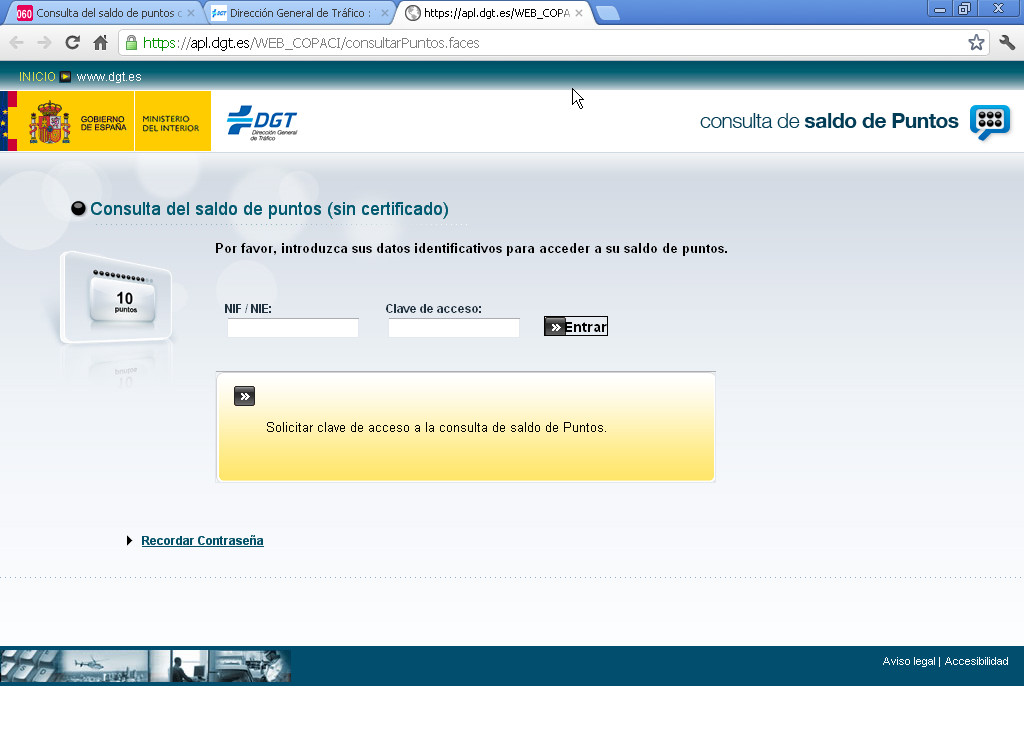 060 Consulta del saldo de puntos c
DGT Dirección General de Tráfico :
https://apl.dgt.es/WEB_COPA
https://apl.dgt.es/WEB_COPACI/consultarPuntos.faces
INICIO www.dgt.es
GOBIERNO DE ESPAÑA
MINISTERIO DEL INTERIOR
DGT
Dirección General de Tráfico
consulta de saldo de Puntos
Consulta del saldo de puntos (sin certificado)
Por favor, introduzca sus datos identificativos para acceder a su saldo de puntos.
10
puntos
NIF / NIE:
Clave de acceso:
Entrar
Solicitar clave de acceso a la consulta de saldo de Puntos.
Recordar Contraseña
Aviso legal | Accesibilidad